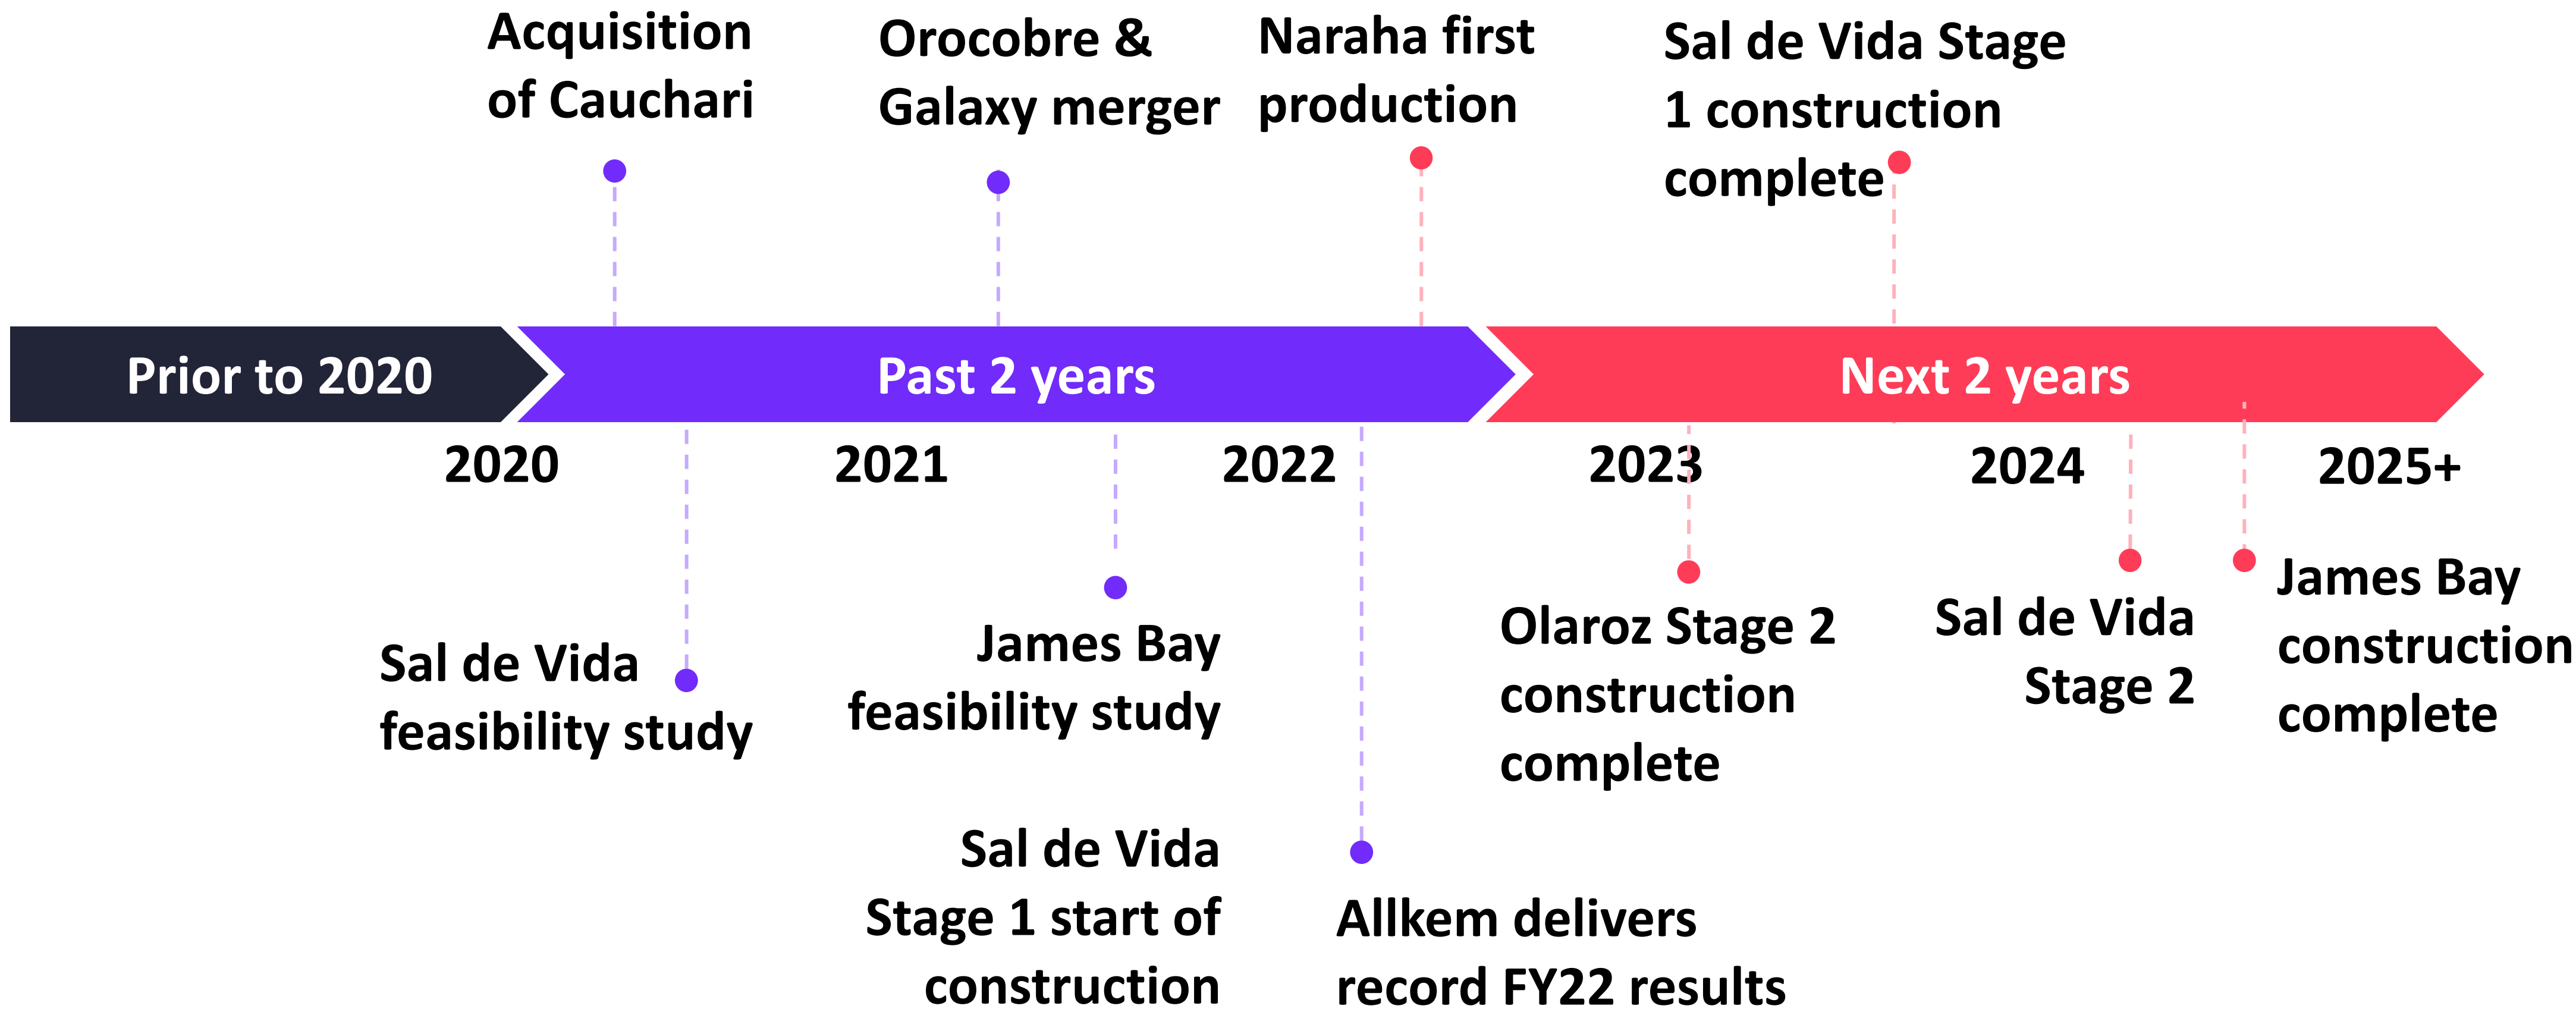 Acquisition
of Cauchari
Orocobre &
Galaxy merger
Naraha first
production
Sal de Vida Stage
1 construction
complete
Prior to 2020
Past 2 years
Next 2 years
2020
2021
2022
2023
2024
2025+
Sal de Vida
feasibility study
James Bay
feasibility study
Sal de Vida
Stage 1 start of
construction
Allkem delivers
record FY22 results
Olaroz Stage 2
construction
complete
Sal de Vida
Stage 2
James Bay
construction
complete